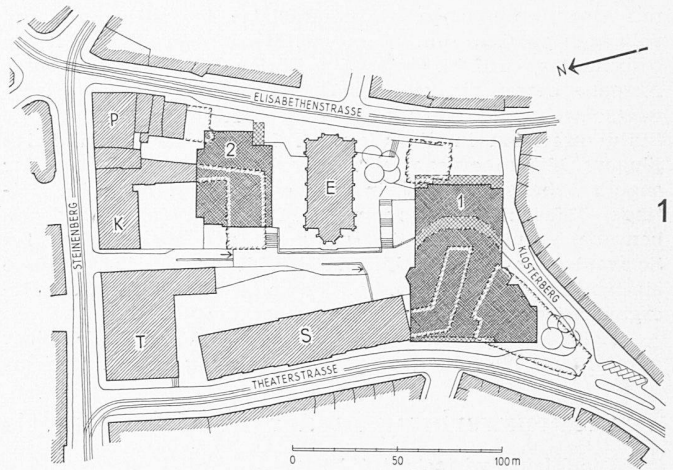 N
ELISABETHENSTRASSE
P
2
E
1
1
K
STEINENBERG
KLOSTERBERG
T
S
THEATERSTRASSE
0 50 100 m